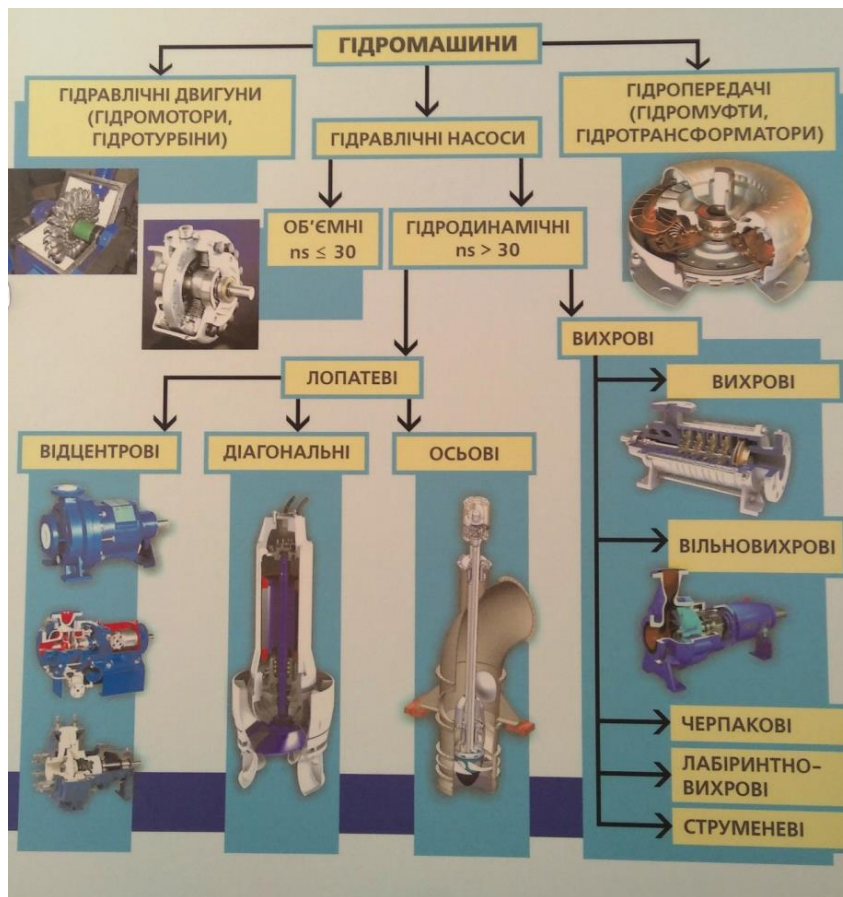 ГІДРОМАШИНИ
ГІДРАВЛІЧНІ ДВИГУНИ
(ГІДРОМОТОРИ,
ГІДРОТУРБІНИ)
ГІДРАВЛІЧНІ НАСОСИ
ГІДРОПЕРЕДАЧІ
(ГІДРОМУФТИ,
ГІДРОТРАНСФОРМАТОРИ)
ОБ’ЄМНІ
ns ≤ 30
ГІДРОДИНАМІЧНІ
ns > 30
ВИХРОВІ
ЛОПАТЕВІ
ВИХРОВІ
ВІДЦЕНТРОВІ
ДІАГОНАЛЬНІ
ОСЬОВІ
ВІЛЬНОВИХРОВІ
ЧЕРПАКОВІ
ЛАБІРИНТНО-
ВИХРОВІ
СТРУМЕНЕВІ